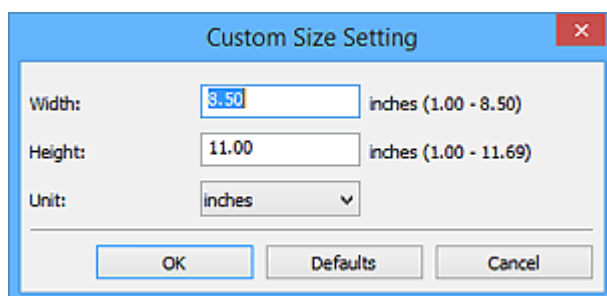 Custom Size Setting
Width: 8.50 inches (1.00 - 8.50)
Height: 11.00 inches (1.00 - 11.69)
Unit: inches
OK Defaults Cancel